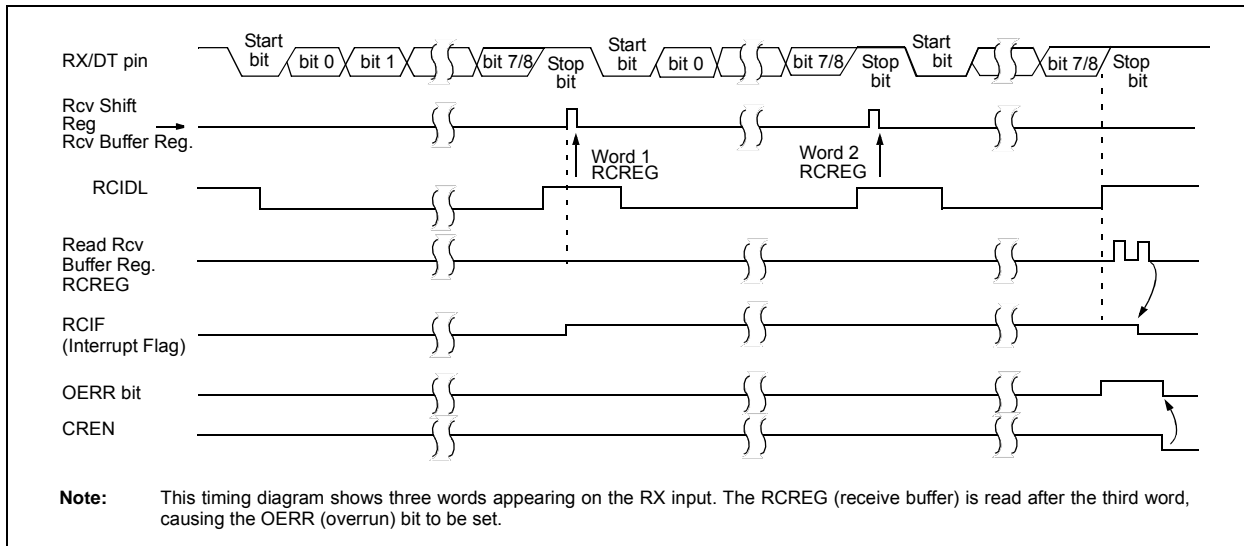 Start
bit
bit 0
bit 1
bit 7/8
Stop
bit
Start
bit
bit 0
bit 7/8
Stop
bit
Start
bit
bit 7/8
Stop
bit
RX/DT pin
Rcv Shift
Reg
Rcv Buffer Reg.
Word 1
RCREG
Word 2
RCREG
RCIDL
Read Rcv
Buffer Reg.
RCREG
RCIF
(Interrupt Flag)
OERR bit
CREN
Note: This timing diagram shows three words appearing on the RX input. The RCREG (receive buffer) is read after the third word,
causing the OERR (overrun) bit to be set.